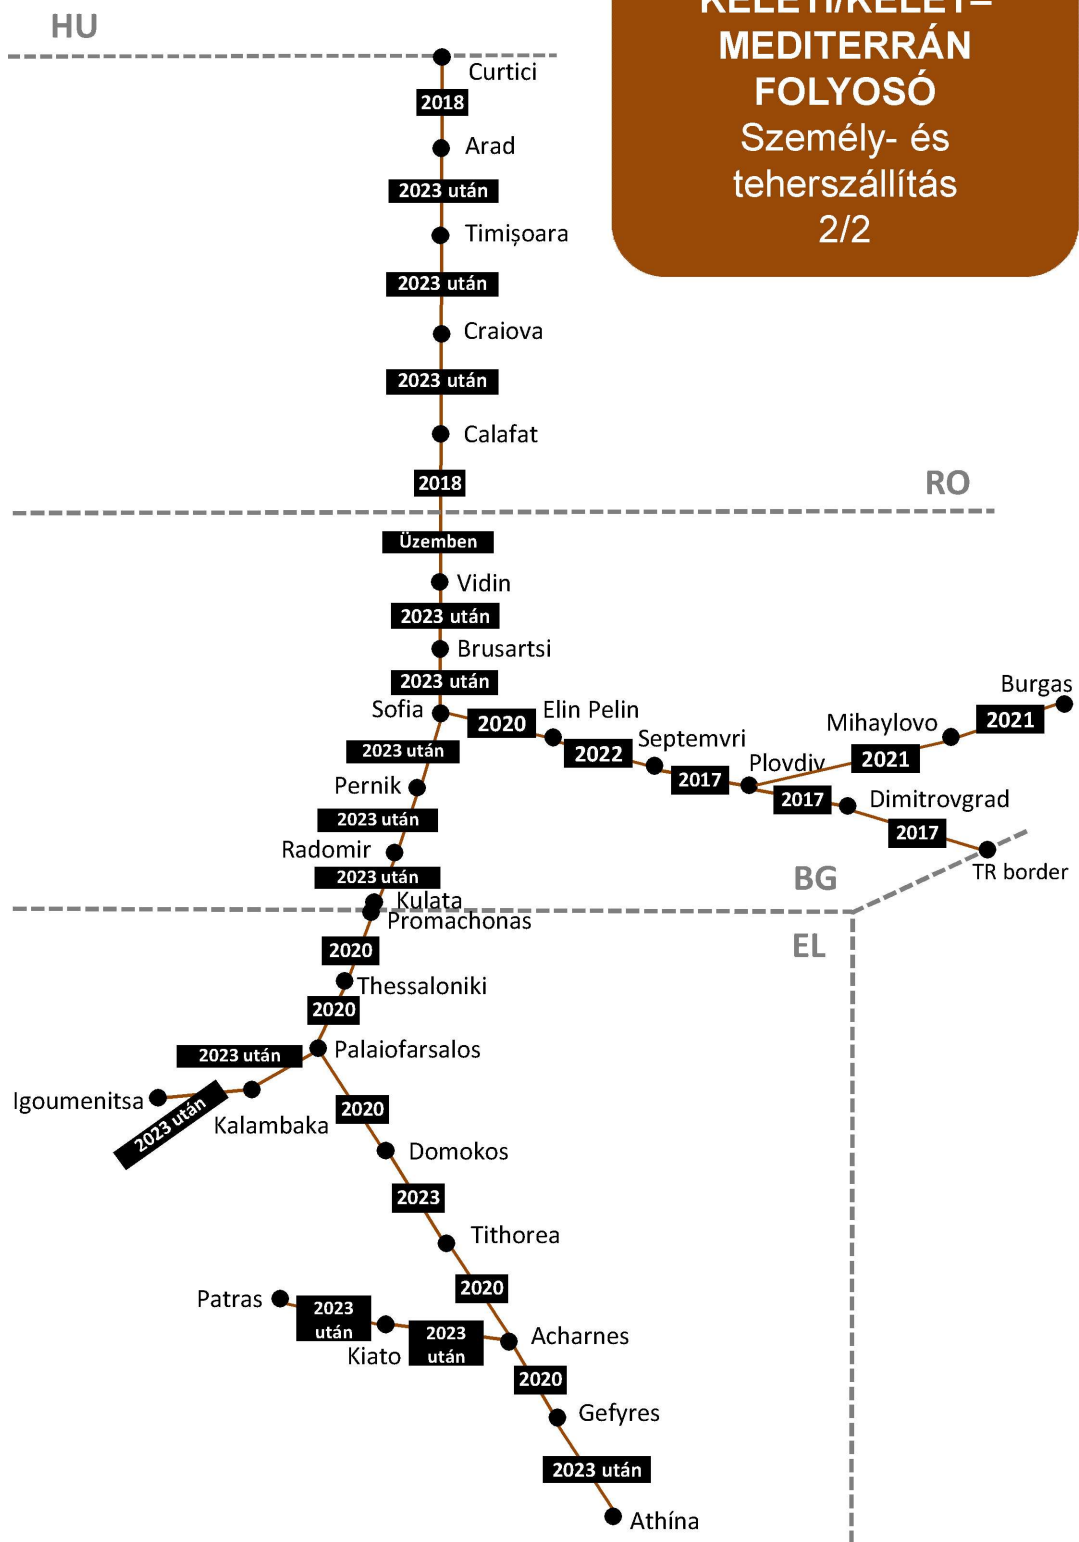 HU
KELETI/KELET–
MEDITERRÁN
FOLYOSÓ
Személy- és
teherszállítás
2/2
Curtici
2018
Arad
2023 után
Timișoara
2023 után
Craiova
2023 után
Calafat
2018
RO
Üzemben
Vidin
2023 után
Brusartsi
2023 után
Sofia
2020
Elin Pelin
2022
Septemvri
2017
Plovdiv
2021
Mihaylovo
2021
Burgas
2017
Dimitrovgrad
2017
TR border
2023 után
Pernik
2023 után
Radomir
2023 után
Kulata
BG
Promachonas
EL
2020
Thessaloniki
2020
Palaiofarsalos
2023 után
Kalambaka
2023 után
Igoumenitsa
2020
Domokos
2023
Tithorea
2020
Patras
2023
után
Kiato
2023
után
Acharnes
2020
Gefyres
2023 után
Athína